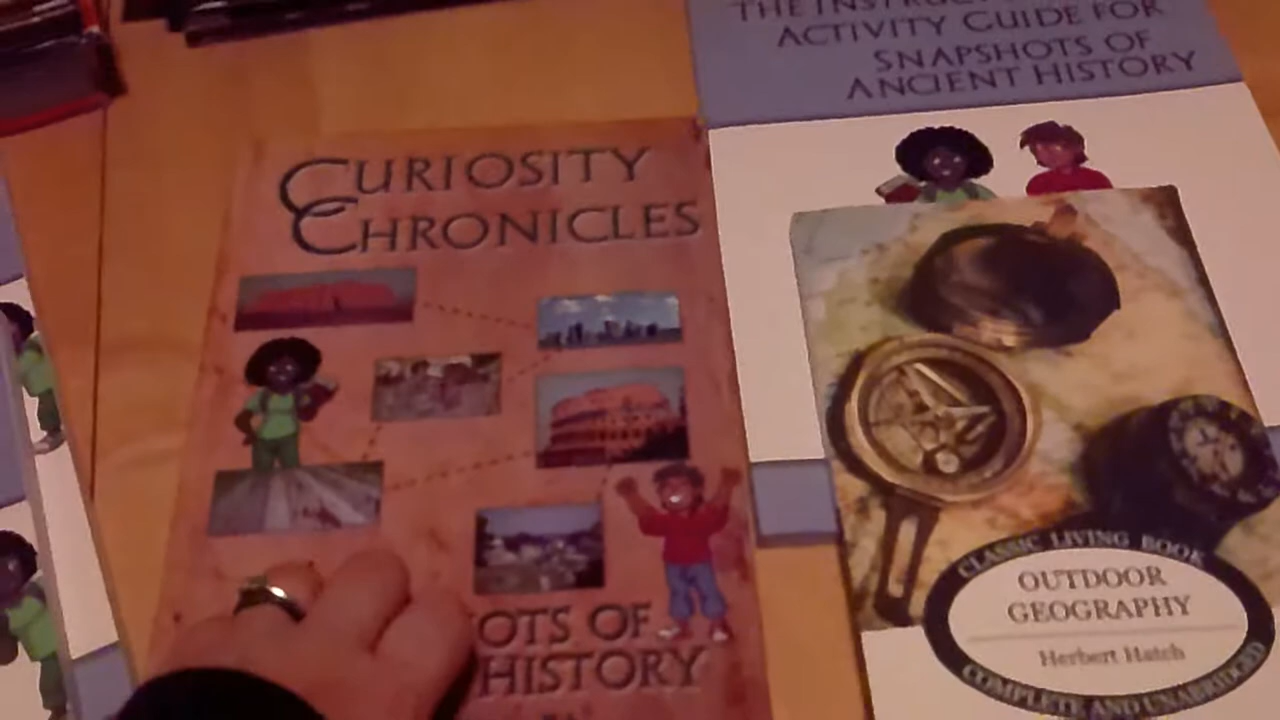 CURIOSITY
CHRONICLES
OTS OF
HISTORY
ACTIVITY GUIDE FOR
SNAPSHOTS OF
ANCIENT HISTORY
CLASSIC LIVING BOOK
OUTDOOR
GEOGRAPHY
Herbert Hatch
COMPLETE AND UNABRIDGED